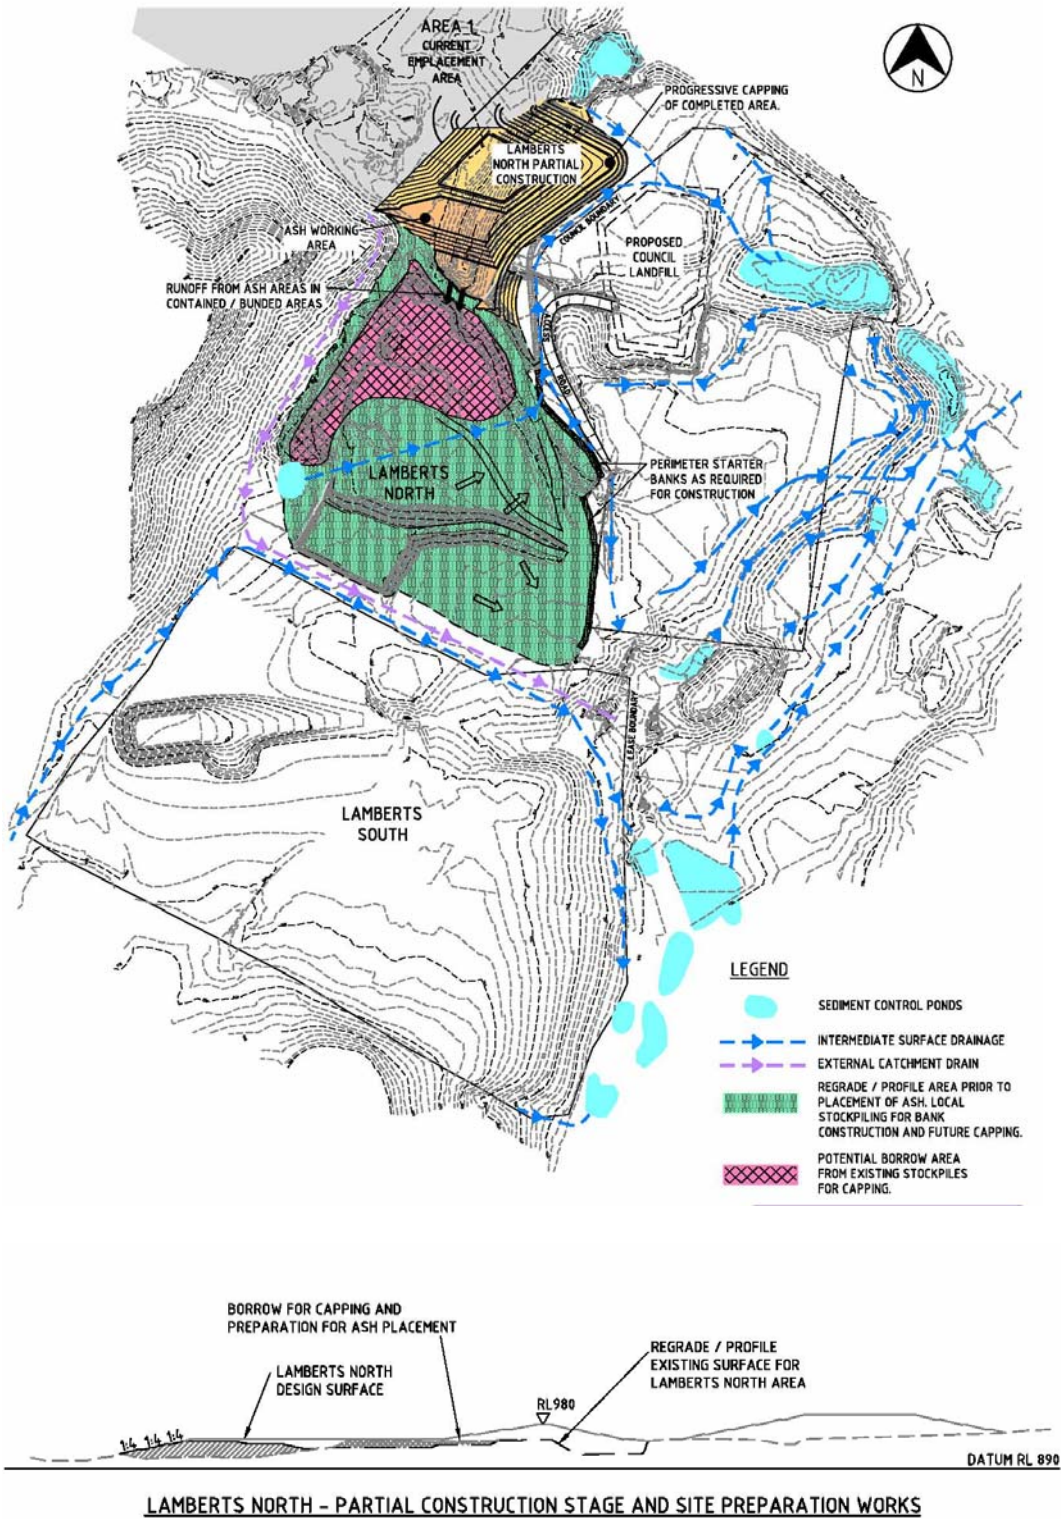 AREA 1
CURRENT
EMPLACEMENT
AREA
N
PROGRESSIVE CAPPING
OF COMPLETED AREA.
LAMBERTS
NORTH PARTIAL
CONSTRUCTION
ASH WORKING
AREA
COUNCIL BOUNDARY
PROPOSED
COUNCIL
LANDFILL
RUNOFF FROM ASH AREAS IN
CONTAINED / BUNDED AREAS
ACCESS
ROAD
LAMBERTS
NORTH
PERIMETER STARTER
BANKS AS REQUIRED
FOR CONSTRUCTION
LEASE BOUNDARY
LAMBERTS
SOUTH
LEGEND
SEDIMENT CONTROL PONDS
INTERMEDIATE SURFACE DRAINAGE
EXTERNAL CATCHMENT DRAIN
REGRADE / PROFILE AREA PRIOR TO
PLACEMENT OF ASH. LOCAL
STOCKPILING FOR BANK
CONSTRUCTION AND FUTURE CAPPING.
POTENTIAL BORROW AREA
FROM EXISTING STOCKPILES
FOR CAPPING.
BORROW FOR CAPPING AND
PREPARATION FOR ASH PLACEMENT
LAMBERTS NORTH
DESIGN SURFACE
REGRADE / PROFILE
EXISTING SURFACE FOR
LAMBERTS NORTH AREA
RL980
1:4 1:4 1:4
DATUM RL 890
LAMBERTS NORTH - PARTIAL CONSTRUCTION STAGE AND SITE PREPARATION WORKS